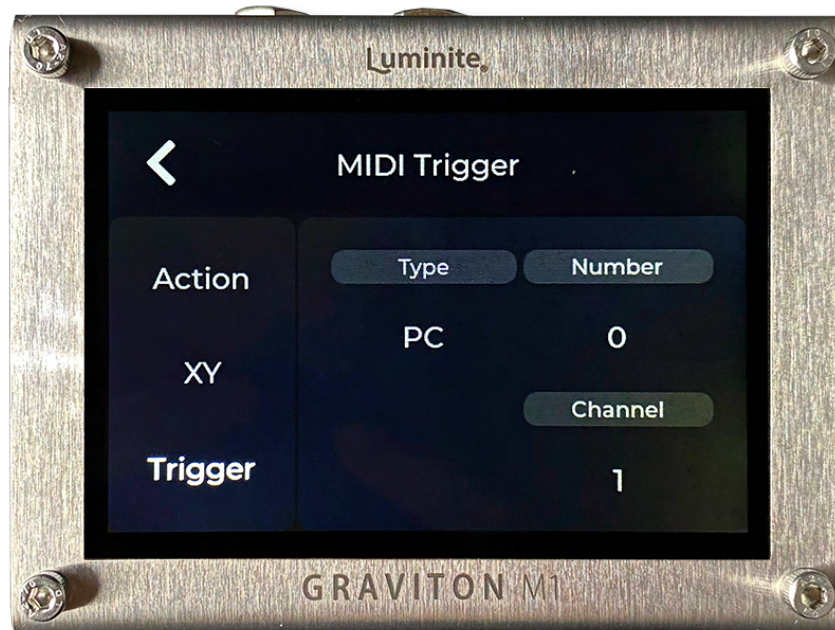 Luminite
MIDI Trigger
Action
XY
Trigger
Type
Number
PC
0
Channel
1
GRAVITON M1